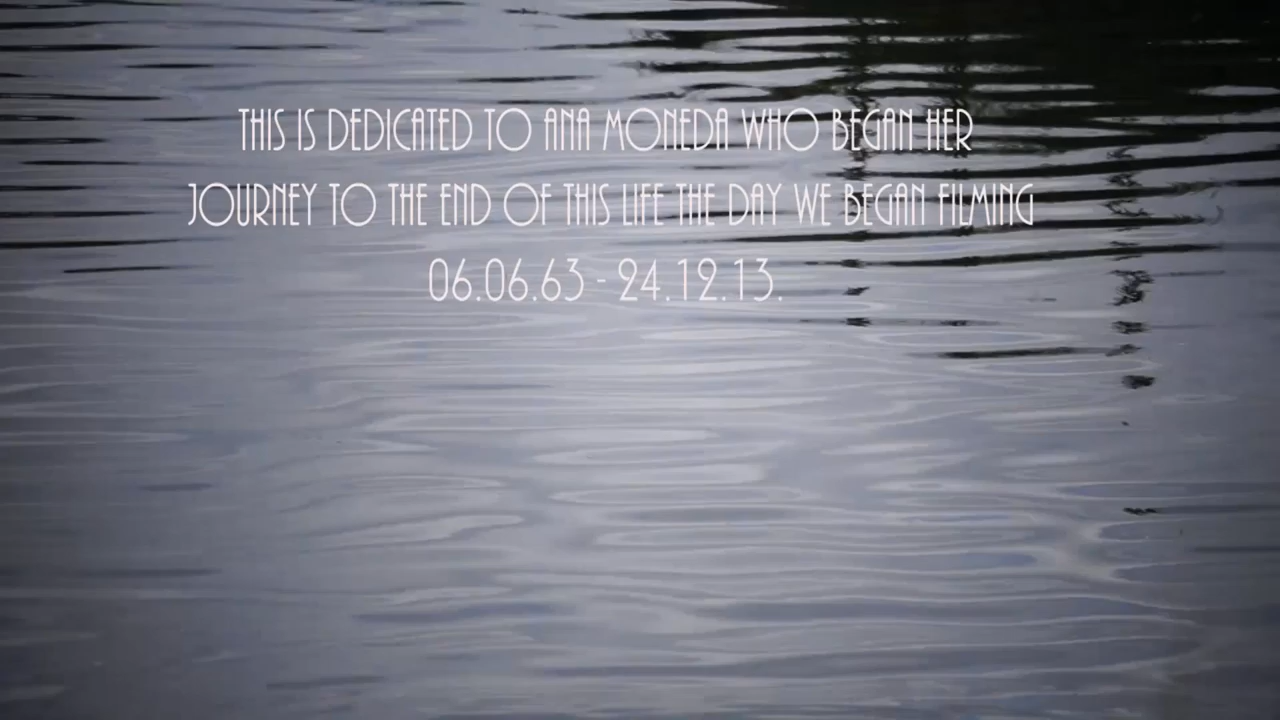 THIS IS DEDICATED TO ANA MONEDA WHO BEGAN HER
JOURNEY TO THE END OF THIS LIFE THE DAY WE BEGAN FILMING
06.06.63 - 24.12.13.